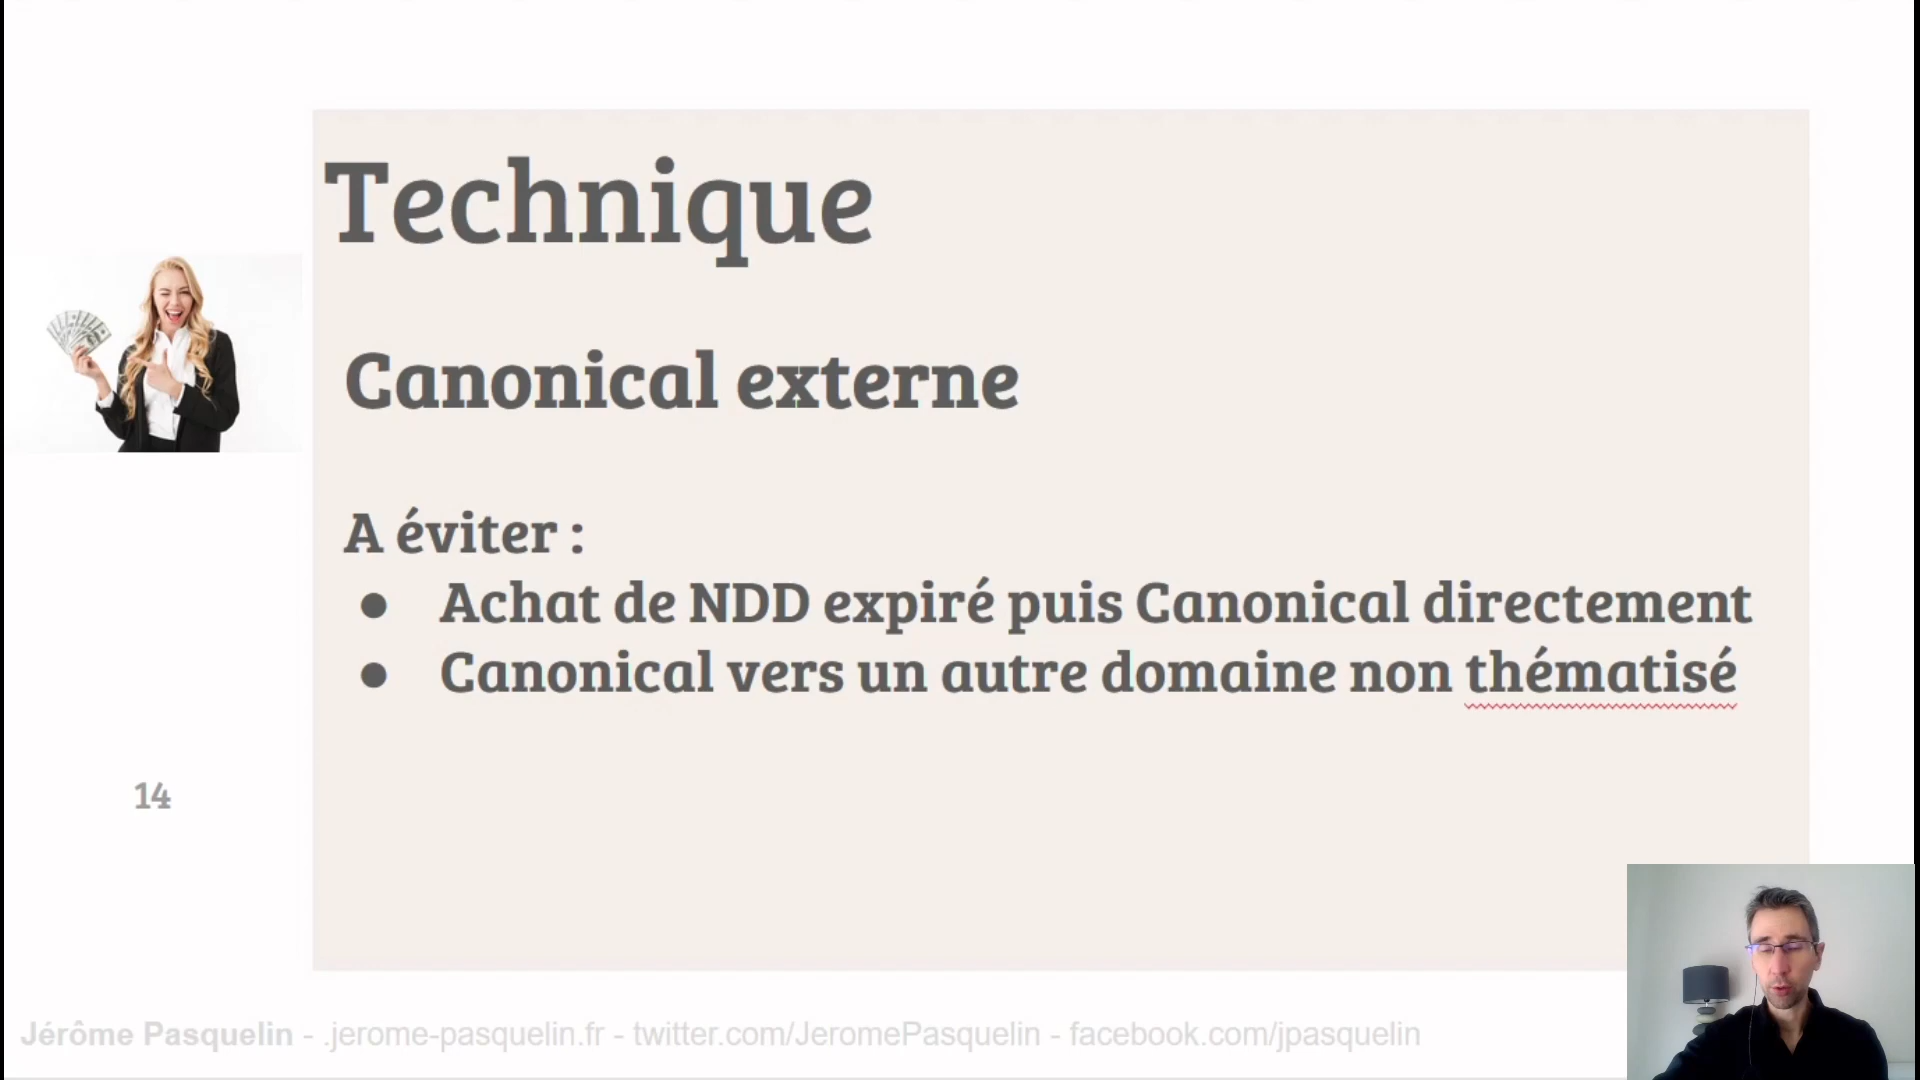 Technique
Canonical externe
A éviter :
● Achat de NDD expiré puis Canonical directement
● Canonical vers un autre domaine non thématisé
14
Jérôme Pasquelin - .jerome-pasquelin.fr - twitter.com/JeromePasquelin - facebook.com/jpasquelin